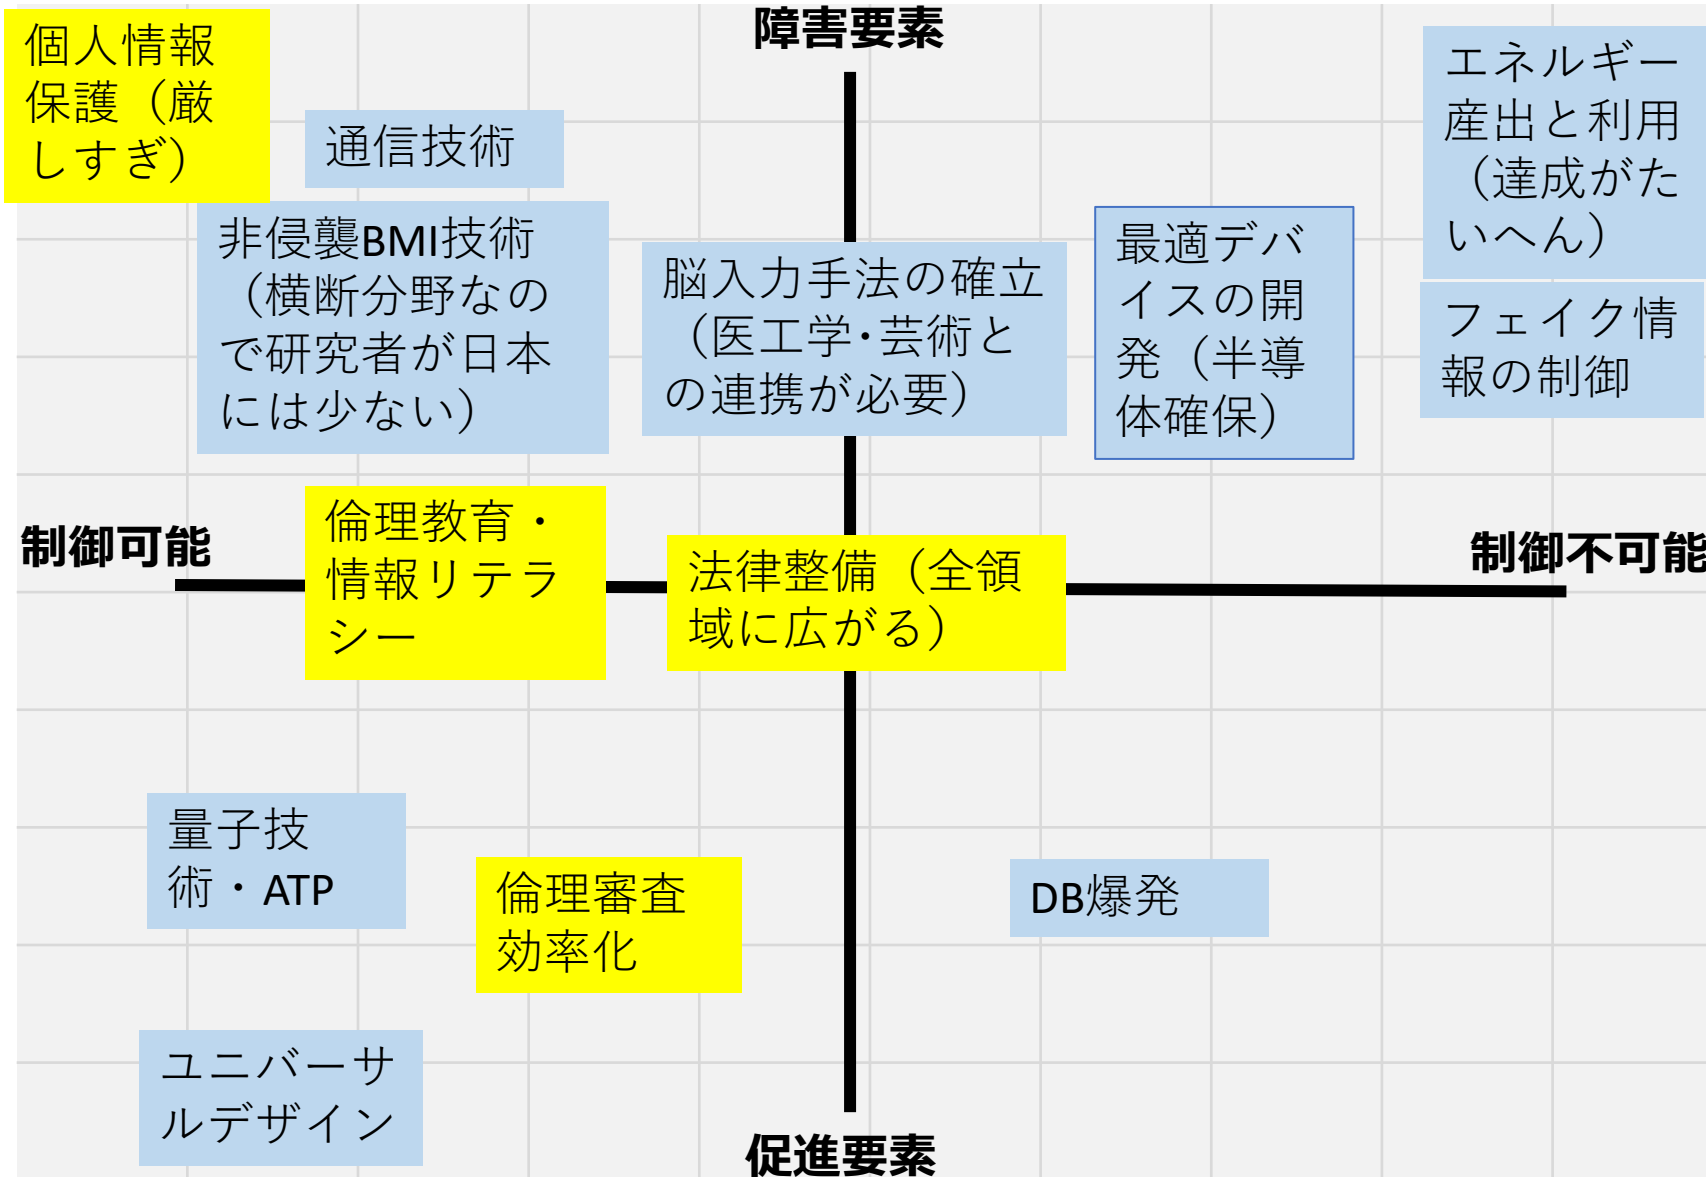 障害要素
個人情報
保護（厳
しすぎ）
通信技術
エネルギー
産出と利用
（達成がた
いへん）
非侵襲BMI技術
（横断分野なの
で研究者が日本
には少ない）
脳入力手法の確立
（医工学・芸術と
の連携が必要）
最適デバ
イスの開
発（半導
体確保）
フェイク情
報の制御
制御可能
倫理教育・
情報リテラ
シー
法律整備（全領
域に広がる）
制御不可能
量子技
術・ATP
倫理審査
効率化
DB爆発
ユニバーサ
ルデザイン
促進要素